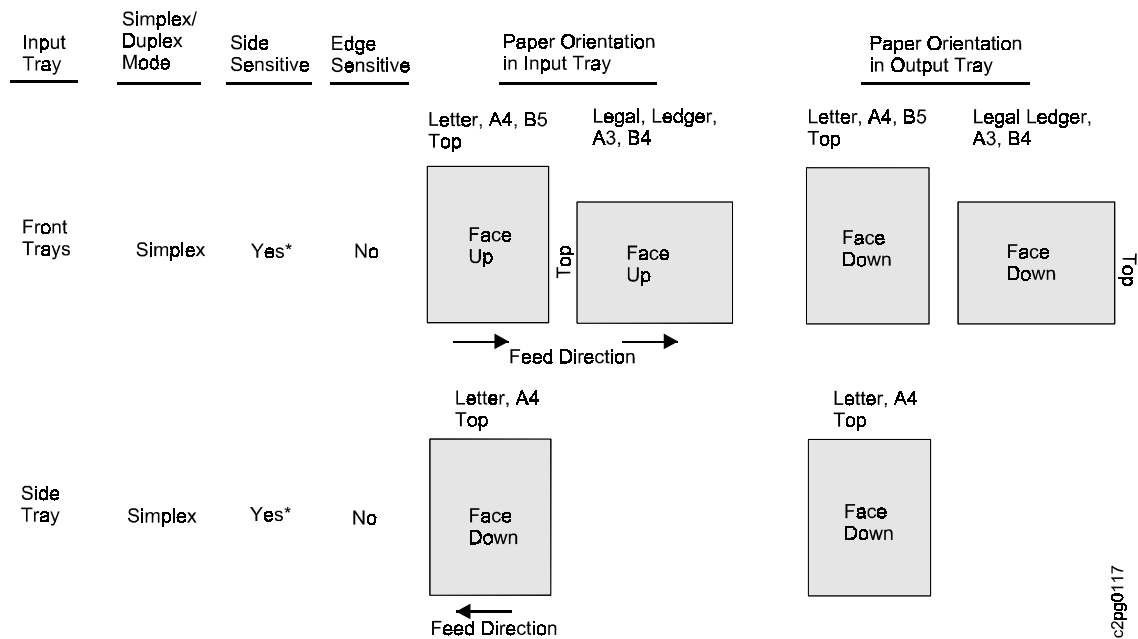 Input
Tray
Simplex/
Duplex
Mode
Side
Sensitive
Edge
Sensitive
Paper Orientation
in Input Tray
Paper Orientation
in Output Tray
Letter, A4, B5
Top
Legal, Ledger,
A3, B4
Letter, A4, B5
Top
Legal Ledger,
A3, B4
Front
Trays
Simplex
Yes*
No
Face
Up
Top
Face
Up
Face
Down
Face
Down
Top
Feed Direction
Letter, A4
Top
Letter, A4
Top
Side
Tray
Simplex
Yes*
No
Face
Down
Face
Down
Feed Direction
c2pg0117